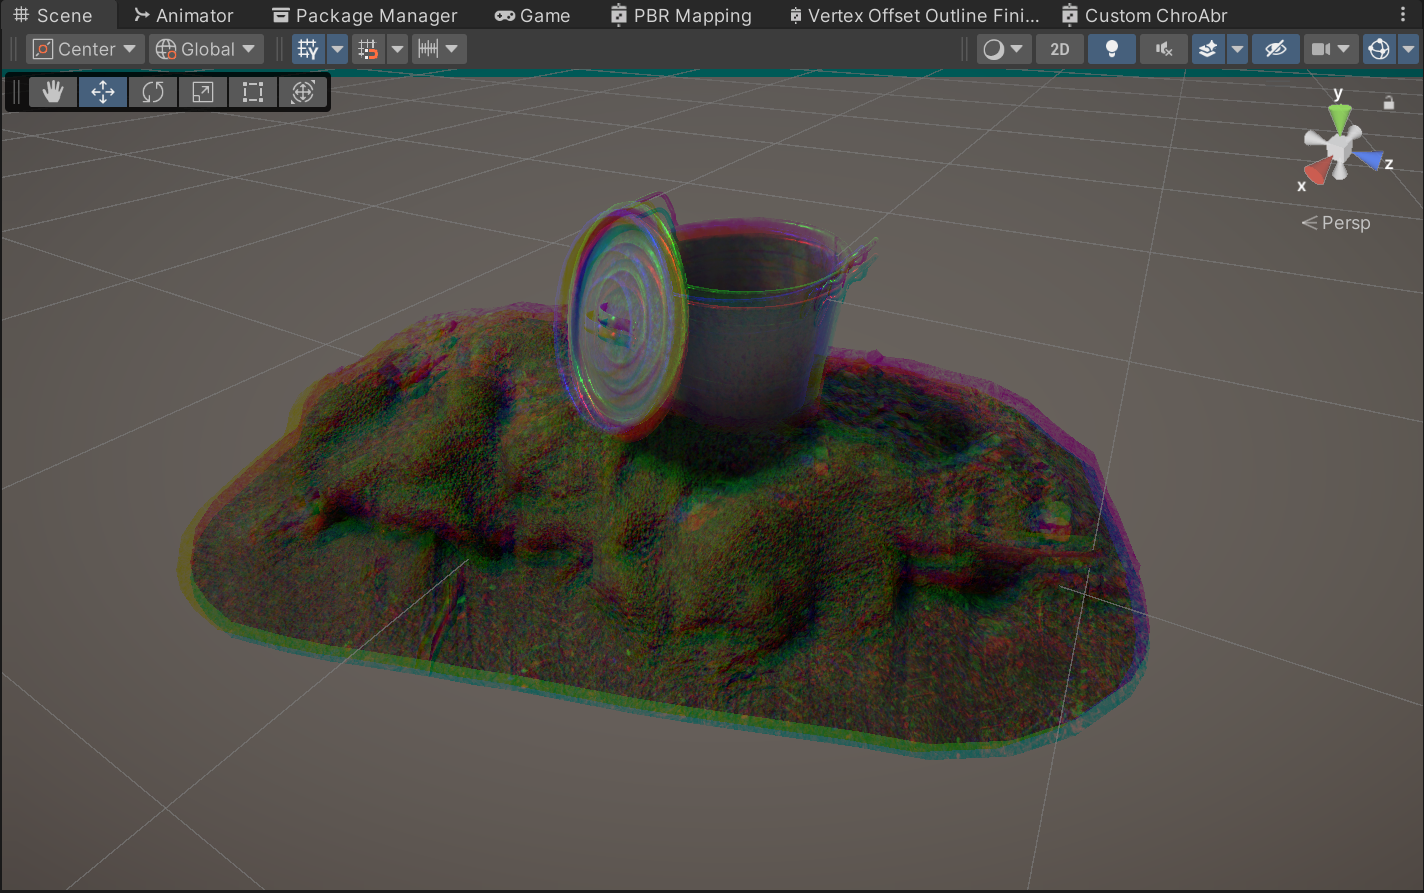 Scene Animator Package Manager Game PBR Mapping Vertex Offset Outline Fini... Custom ChroAbr
Center Global 2D
y
z
x
Persp